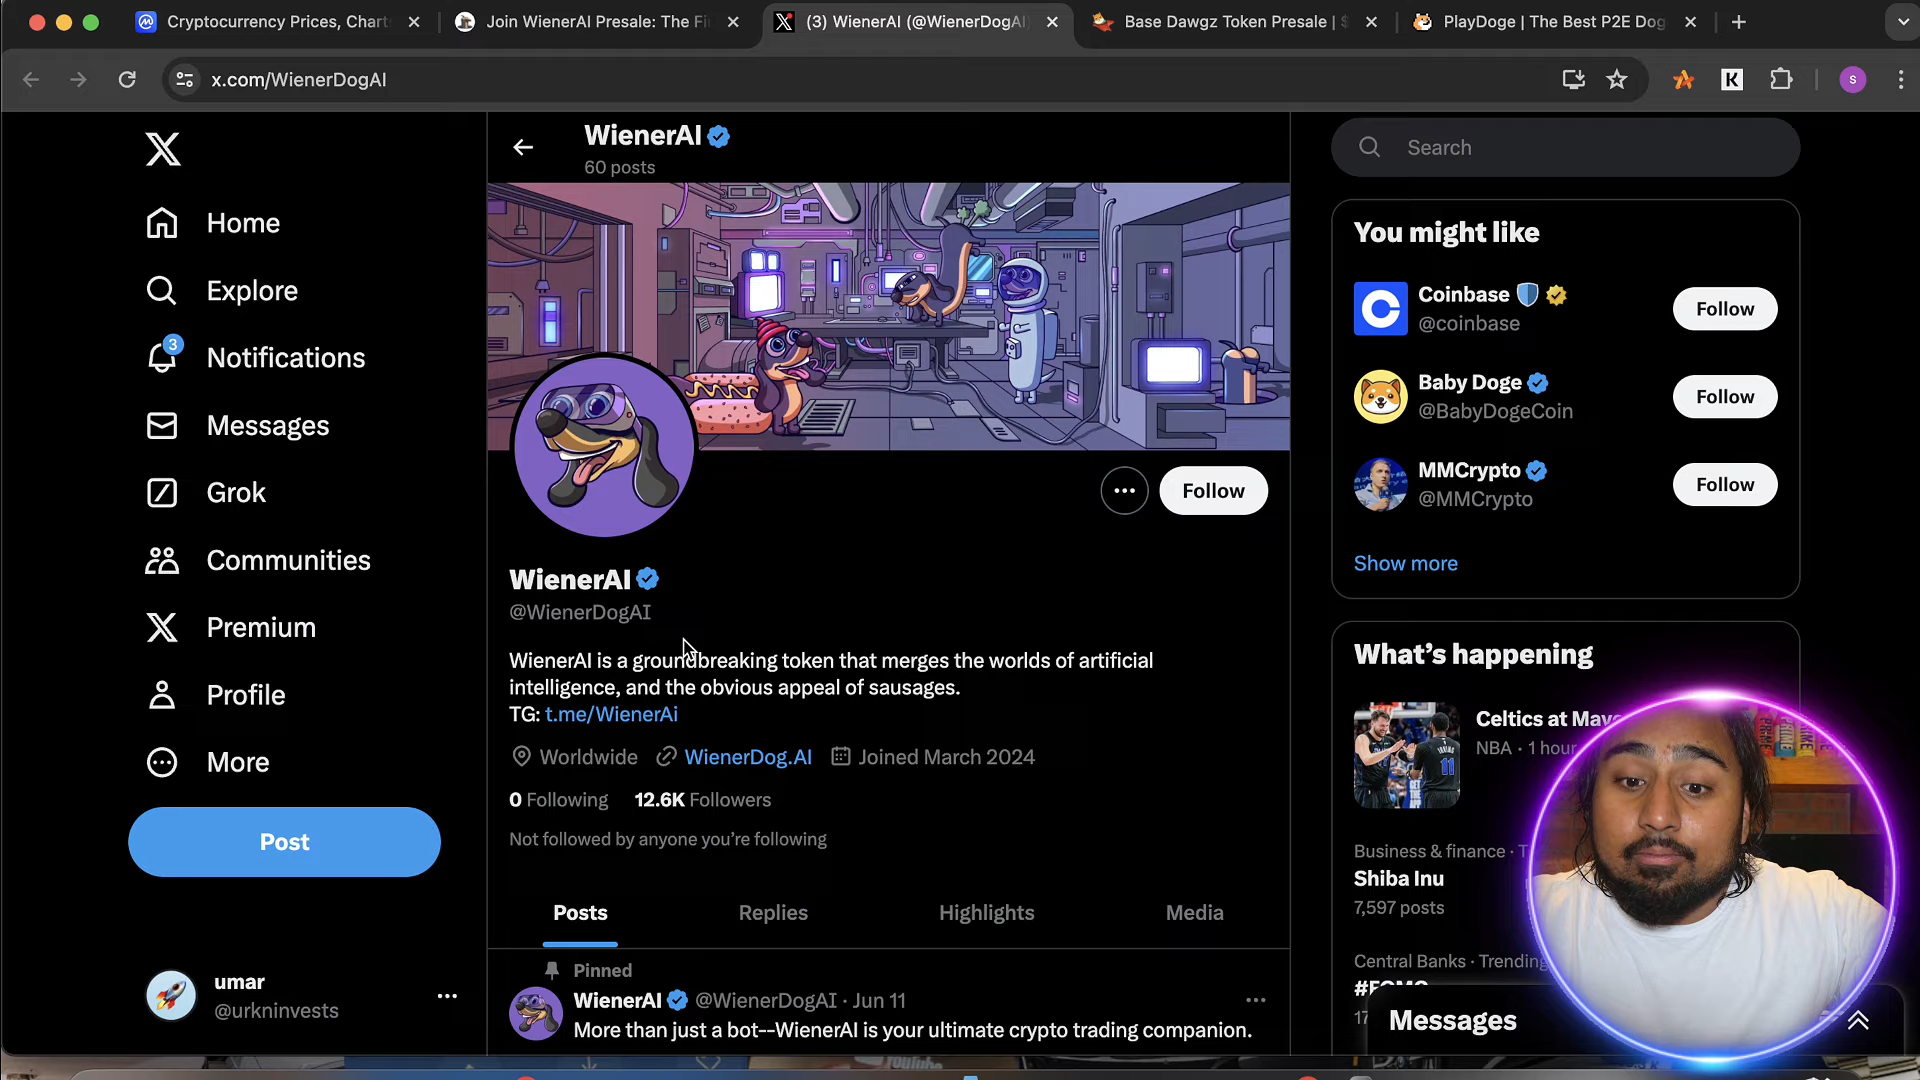 Cryptocurrency Prices, Chart
Join WienerAI Presale: The Fi
(3) WienerAI (@WienerDogAI
Base Dawgz Token Presale | $
PlayDoge | The Best P2E Dog
x.com/WienerDogAI
K
s
WienerAI
60 posts
Search
Home
Explore
3
Notifications
Messages
Grok
Communities
Premium
Profile
More
Post
umar
@urkninvests
Follow
WienerAI
@WienerDogAI
WienerAI is a groundbreaking token that merges the worlds of artificial
intelligence, and the obvious appeal of sausages.
TG: t.me/WienerAi
Worldwide WienerDog.AI Joined March 2024
0 Following 12.6K Followers
Not followed by anyone you're following
Posts Replies Highlights Media
Pinned
WienerAI @WienerDogAI · Jun 11
More than just a bot--WienerAI is your ultimate crypto trading companion.
You might like
Coinbase
@coinbase
Follow
Baby Doge
@BabyDogeCoin
Follow
MMCrypto
@MMCrypto
Follow
Show more
What's happening
Celtics at Mav
NBA · 1 hour
11
Business & finance · T
Shiba Inu
7,597 posts
Central Banks · Trending
#FOMC
17
Messages
YouTube